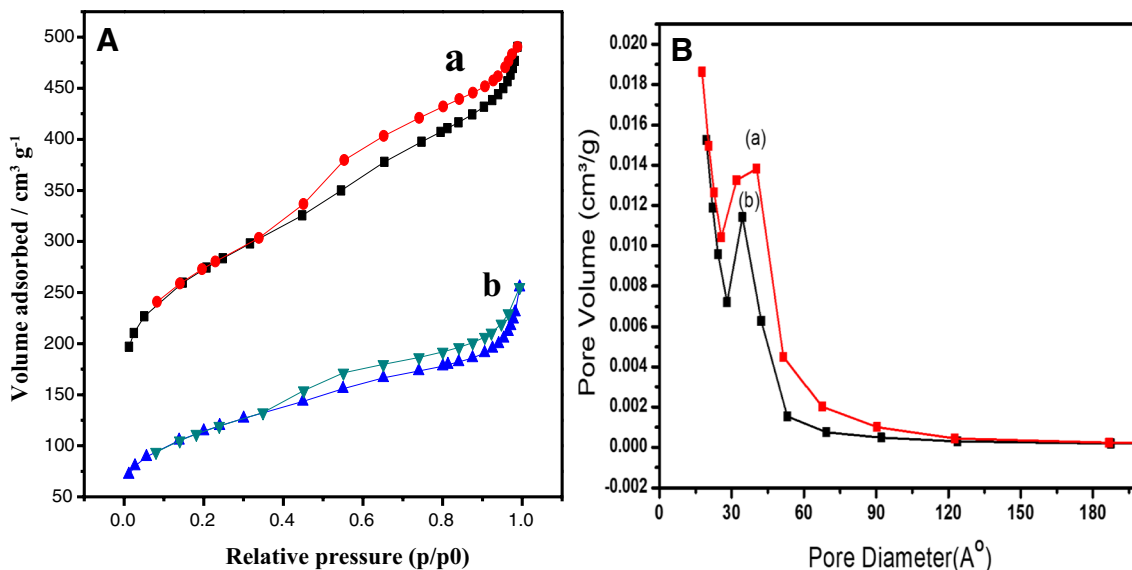 A
a
b
500
450
400
350
300
250
200
150
100
50
0.0 0.2 0.4 0.6 0.8 1.0
Volume adsorbed / cm³ g⁻¹
Relative pressure (p/p0)
B
(a)
(b)
0.020
0.018
0.016
0.014
0.012
0.010
0.008
0.006
0.004
0.002
0.000
-0.002
0 30 60 90 120 150 180
Pore Volume (cm³/g)
Pore Diameter(A°)